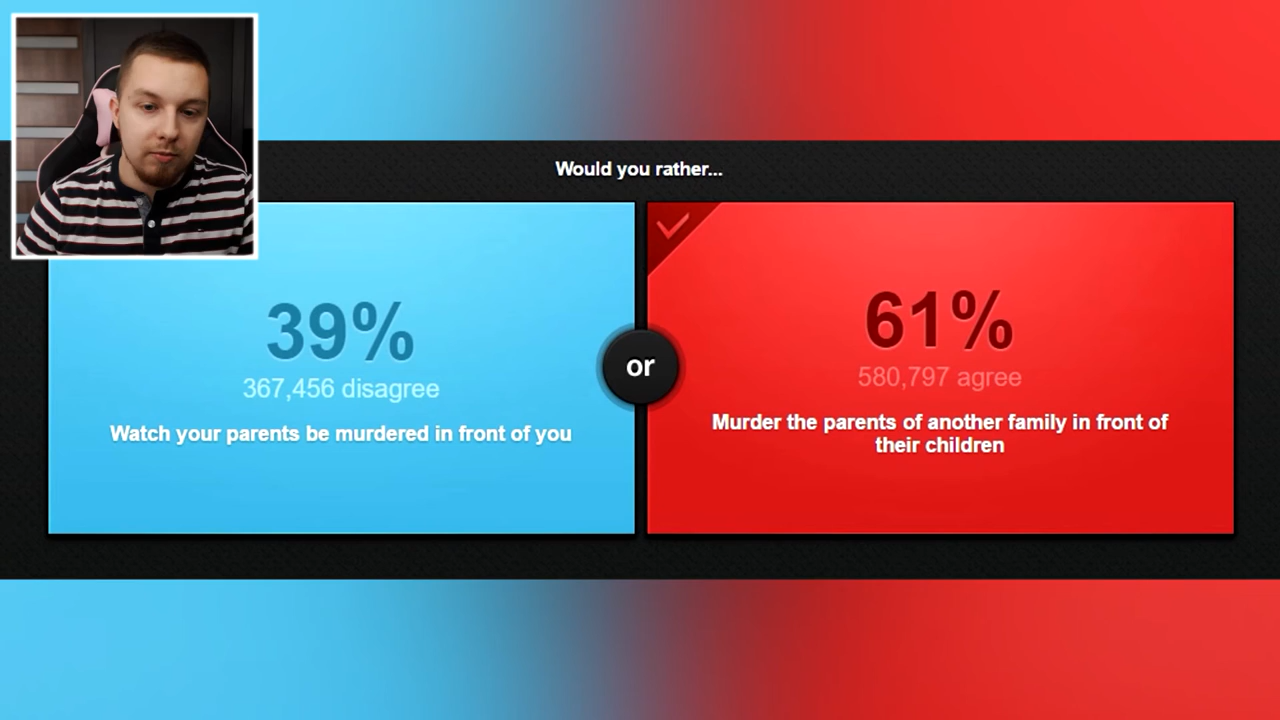 Would you rather...
39%
367,456 disagree
Watch your parents be murdered in front of you
or
61%
580,797 agree
Murder the parents of another family in front of
their children